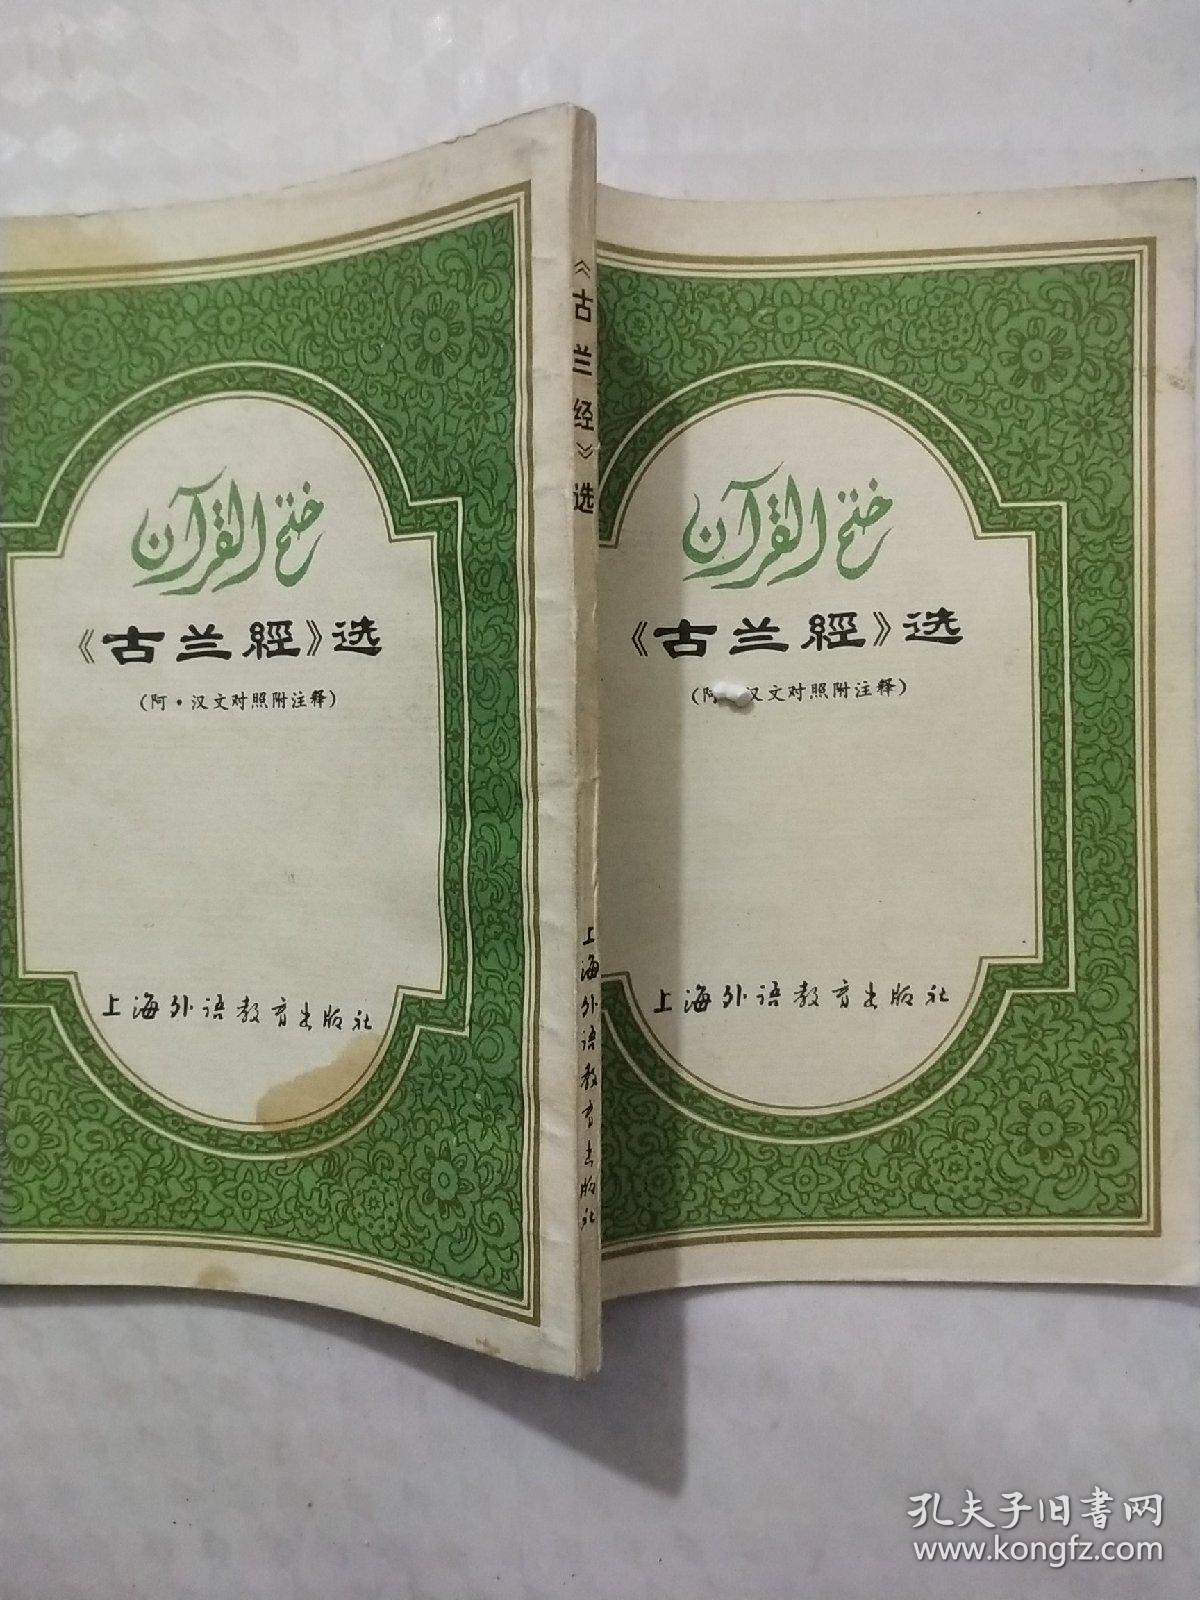 ختم القرآن
《古兰經》选
(阿·汉文对照附注释)
上海外语教育出版社
《古兰经》选
上海外语教育出版社
ختم القرآن
《古兰經》选
(阿 汉文对照附注释)
上海外语教育出版社
孔夫子旧书网
www.kongfz.com